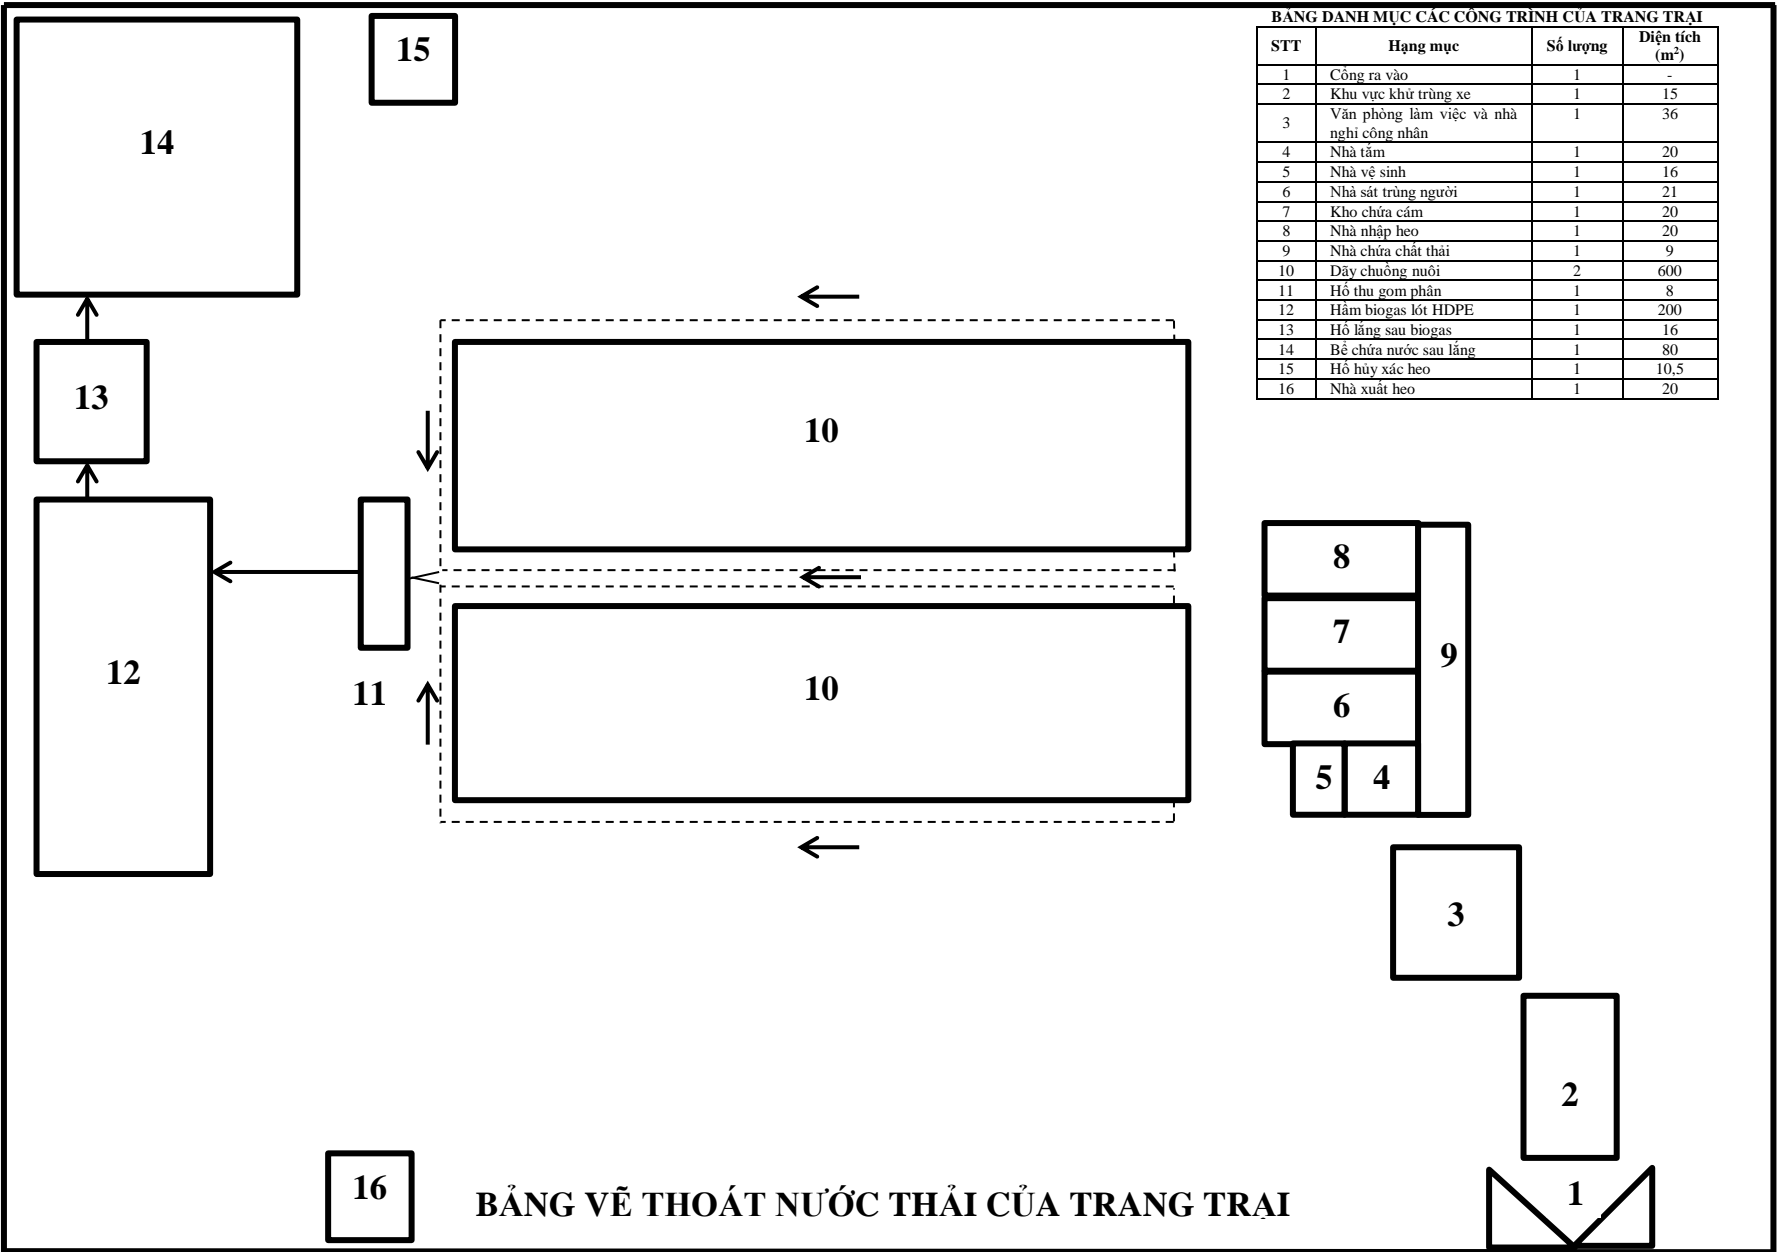 BẢNG DANH MỤC CÁC CÔNG TRÌNH CỦA TRANG TRẠI
STT Hạng mục Số lượng Diện tích (m²)
1 Cổng ra vào 1 -
2 Khu vực khử trùng xe 1 15
3 Văn phòng làm việc và nhà nghỉ công nhân 1 36
4 Nhà tắm 1 20
5 Nhà vệ sinh 1 16
6 Nhà sát trùng người 1 21
7 Kho chứa cám 1 20
8 Nhà nhập heo 1 20
9 Nhà chứa chất thải 1 9
10 Dãy chuồng nuôi 2 600
11 Hố thu gom phân 1 8
12 Hầm biogas lót HDPE 1 200
13 Hố lắng sau biogas 1 16
14 Bể chứa nước sau lắng 1 80
15 Hố hủy xác heo 1 10,5
16 Nhà xuất heo 1 20
15
14
13
10
8
7
9
12
11
10
6
5
4
3
2
16
1
BẢNG VẼ THOÁT NƯỚC THẢI CỦA TRANG TRẠI